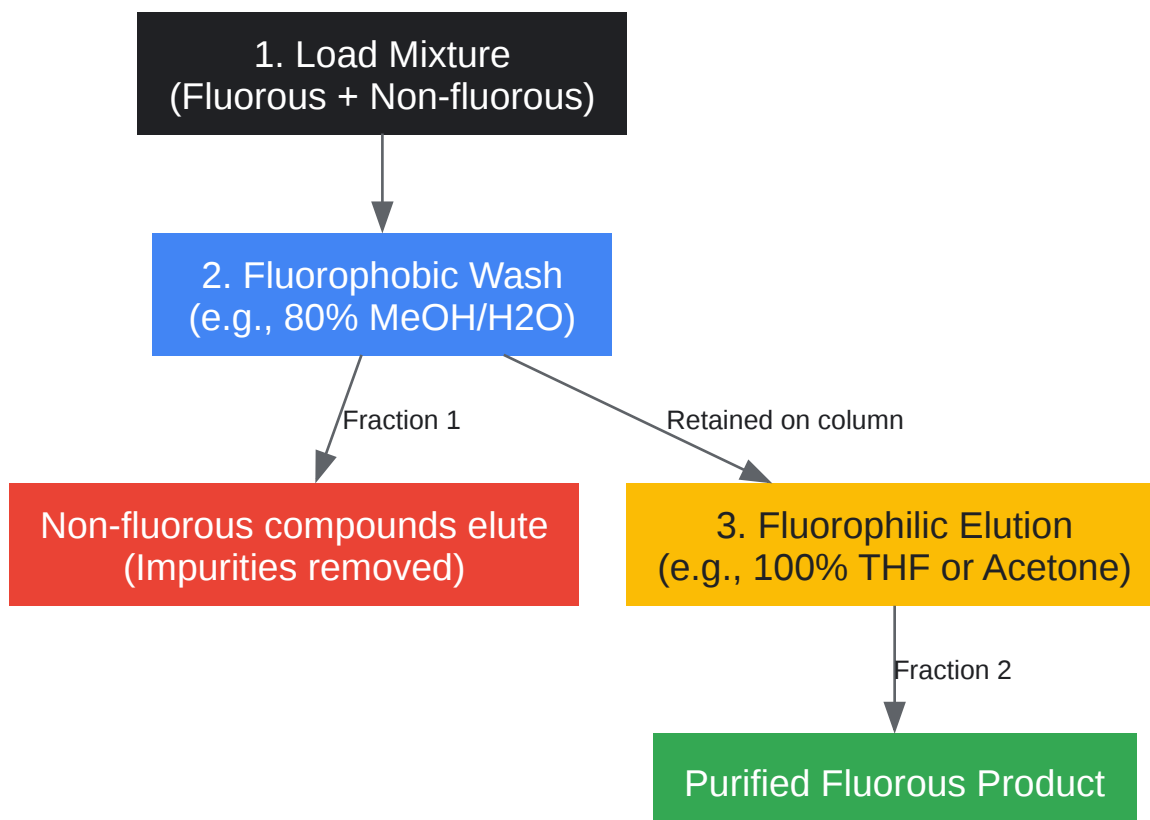 1. Load Mixture
(Fluorous + Non-fluorous)
2. Fluorophobic Wash
(e.g., 80% MeOH/H2O)
Fraction 1
Retained on column
Non-fluorous compounds elute
(Impurities removed)
3. Fluorophilic Elution
(e.g., 100% THF or Acetone)
Fraction 2
Purified Fluorous Product